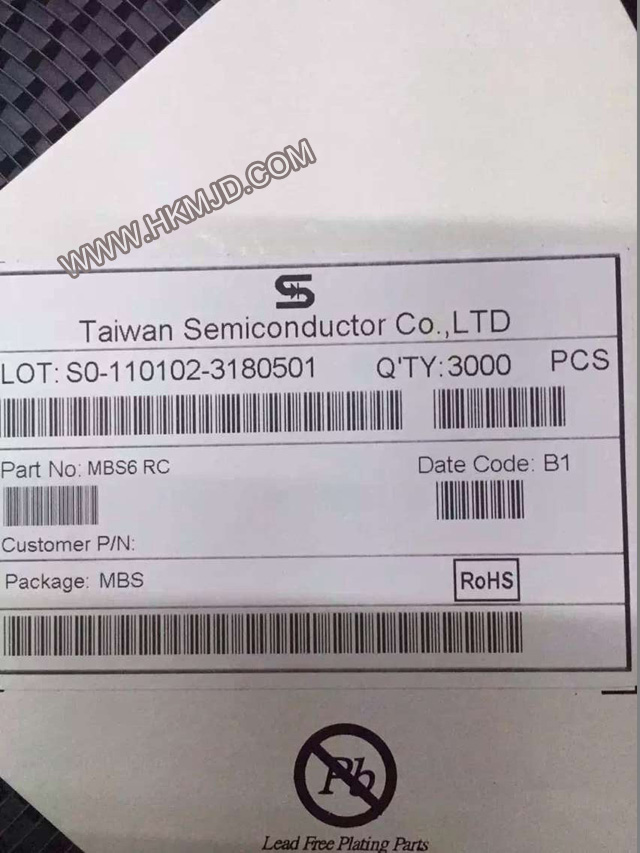 WWW.HKMJD.COM
Taiwan Semiconductor Co.,LTD
LOT: S0-110102-3180501 Q'TY: 3000 PCS
Part No: MBS6 RC Date Code: B1
Customer P/N:
Package: MBS RoHS
Pb
Lead Free Plating Parts